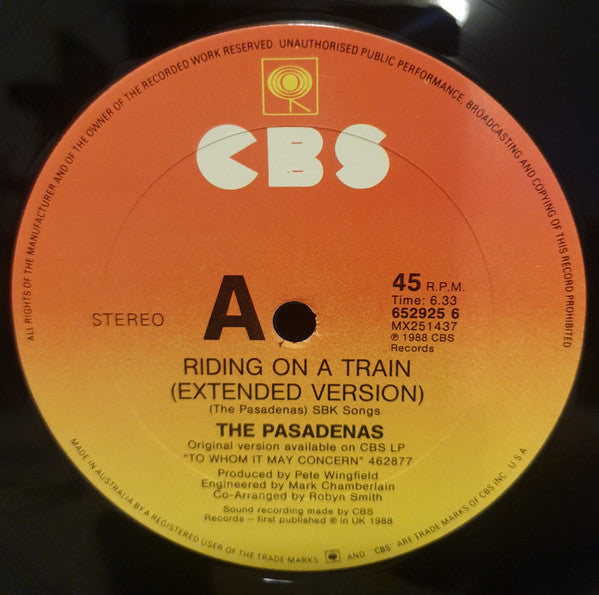 ALL RIGHTS OF THE MANUFACTURER AND OF THE OWNER OF THE RECORDED WORK RESERVED. UNAUTHORISED PUBLIC PERFORMANCE, BROADCASTING AND COPYING OF THIS RECORD PROHIBITED
CBS
STEREO
A
45 R.P.M.
Time: 6.33
652925 6
MX251437
℗ 1988 CBS
Records
RIDING ON A TRAIN
(EXTENDED VERSION)
(The Pasadenas) SBK Songs
THE PASADENAS
Original version available on CBS LP
"TO WHOM IT MAY CONCERN" 462877
Produced by Pete Wingfield
Engineered by Mark Chamberlain
Co-Arranged by Robyn Smith
Sound recording made by CBS
Records – first published ℗ in UK 1988
MADE IN AUSTRALIA BY A REGISTERED USER OF THE TRADE MARKS AND "CBS" ARE TRADE MARKS OF CBS INC. U S A